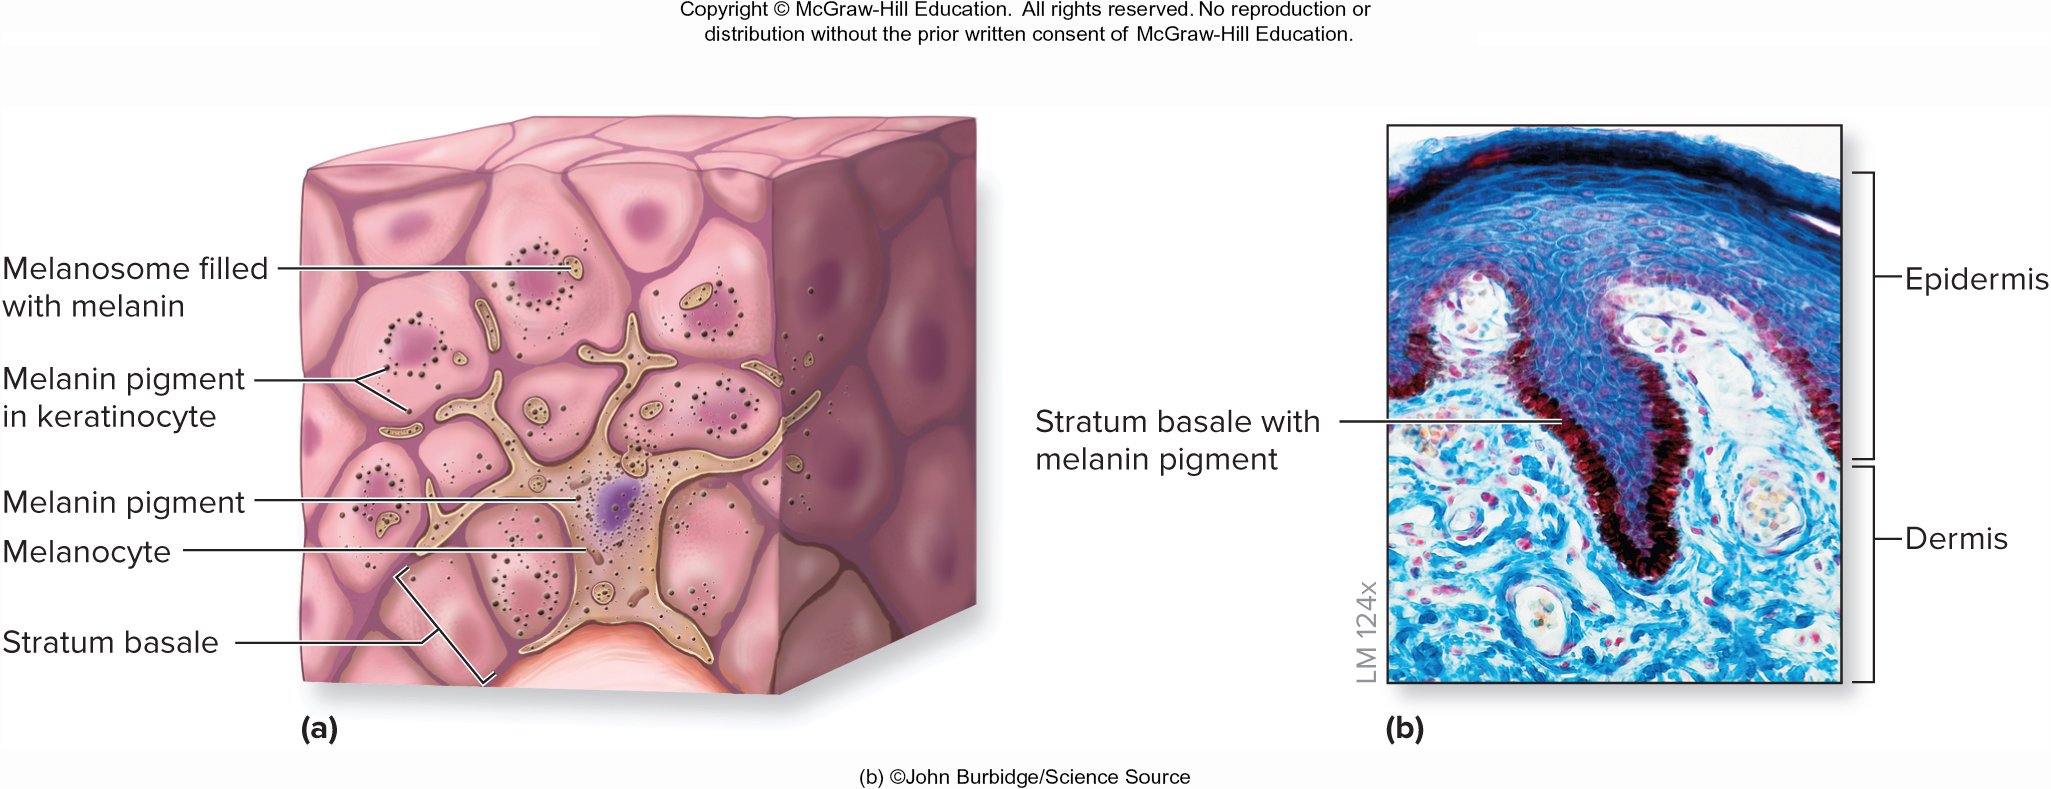 Copyright © McGraw-Hill Education. All rights reserved. No reproduction or
distribution without the prior written consent of McGraw-Hill Education.
Melanosome filled
with melanin
Melanin pigment
in keratinocyte
Melanin pigment
Melanocyte
Stratum basale
(a)
Stratum basale with
melanin pigment
LM 124x
Epidermis
Dermis
(b)
(b) ©John Burbidge/Science Source